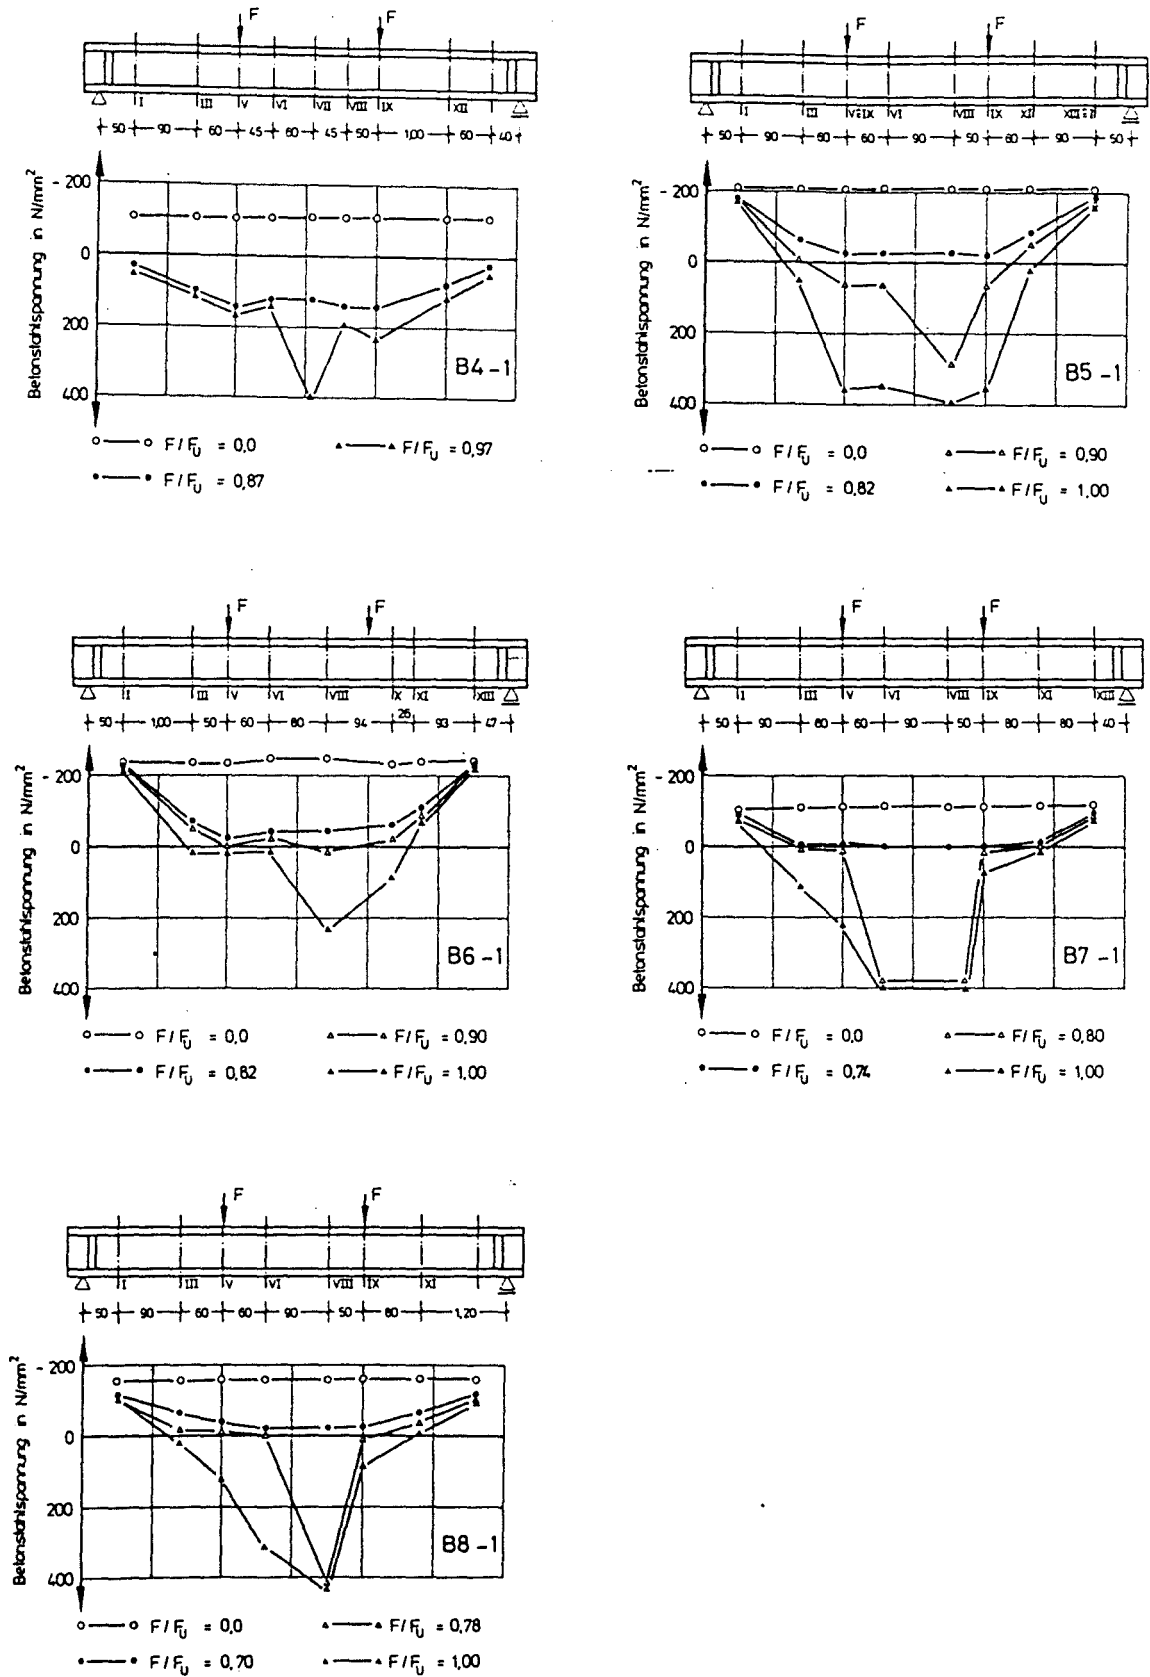 F F
I III V VI VII VIII IX XII
50 90 60 45 60 45 50 1,00 60 40
Betonstahlspannung in N/mm²
- 200
0
200
400
B4 -1
F/F_U = 0,0
F/F_U = 0,97
F/F_U = 0,87
F F
I III V=IX VI VIII IX XI XIII=I
50 90 60 60 90 50 60 90 50
Betonstahlspannung in N/mm²
- 200
0
200
400
B5 -1
F/F_U = 0,0
F/F_U = 0,90
F/F_U = 0,82
F/F_U = 1,00
F F
I III V VI VIII X XI XIII
50 1,00 50 60 80 94 26 93 47
Betonstahlspannung in N/mm²
- 200
0
200
400
B6 -1
F/F_U = 0,0
F/F_U = 0,90
F/F_U = 0,82
F/F_U = 1,00
F F
I III V VI VIII IX XI XIII
50 90 60 60 90 50 80 80 40
Betonstahlspannung in N/mm²
- 200
0
200
400
B7 -1
F/F_U = 0,0
F/F_U = 0,80
F/F_U = 0,74
F/F_U = 1,00
F F
I III V VI VIII IX XI
50 90 60 60 90 50 80 1,20
Betonstahlspannung in N/mm²
- 200
0
200
400
B8 -1
F/F_U = 0,0
F/F_U = 0,78
F/F_U = 0,70
F/F_U = 1,00